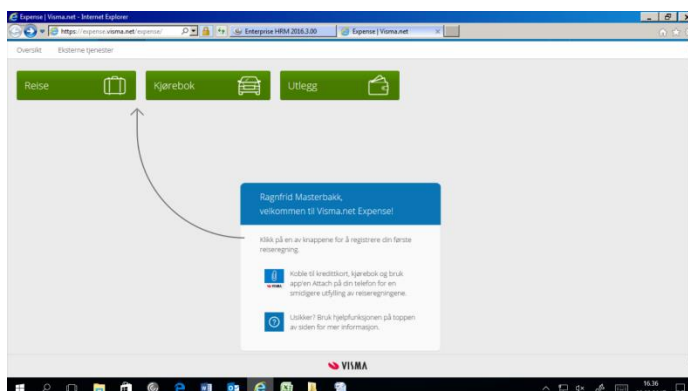 Expense | Visma.net - Internet Explorer
https://expense.visma.net/expense/
Enterprise HRM 2016.3.00
Expense | Visma.net
Oversikt Eksterne tjenester
Reise Kjørebok Utlegg
Ragnfrid Masterbakk,
velkommen til Visma.net Expense!
Klikk på en av knappene for å registrere din første
reiseregning.
Koble til kredittkort, kjørebok og bruk
app'en Attach på din telefon for en
smidigere utfylling av reiseregningene.
Usikker? Bruk hjelpfunksjonen på toppen
av siden for mer informasjon.
VISMA
16.36